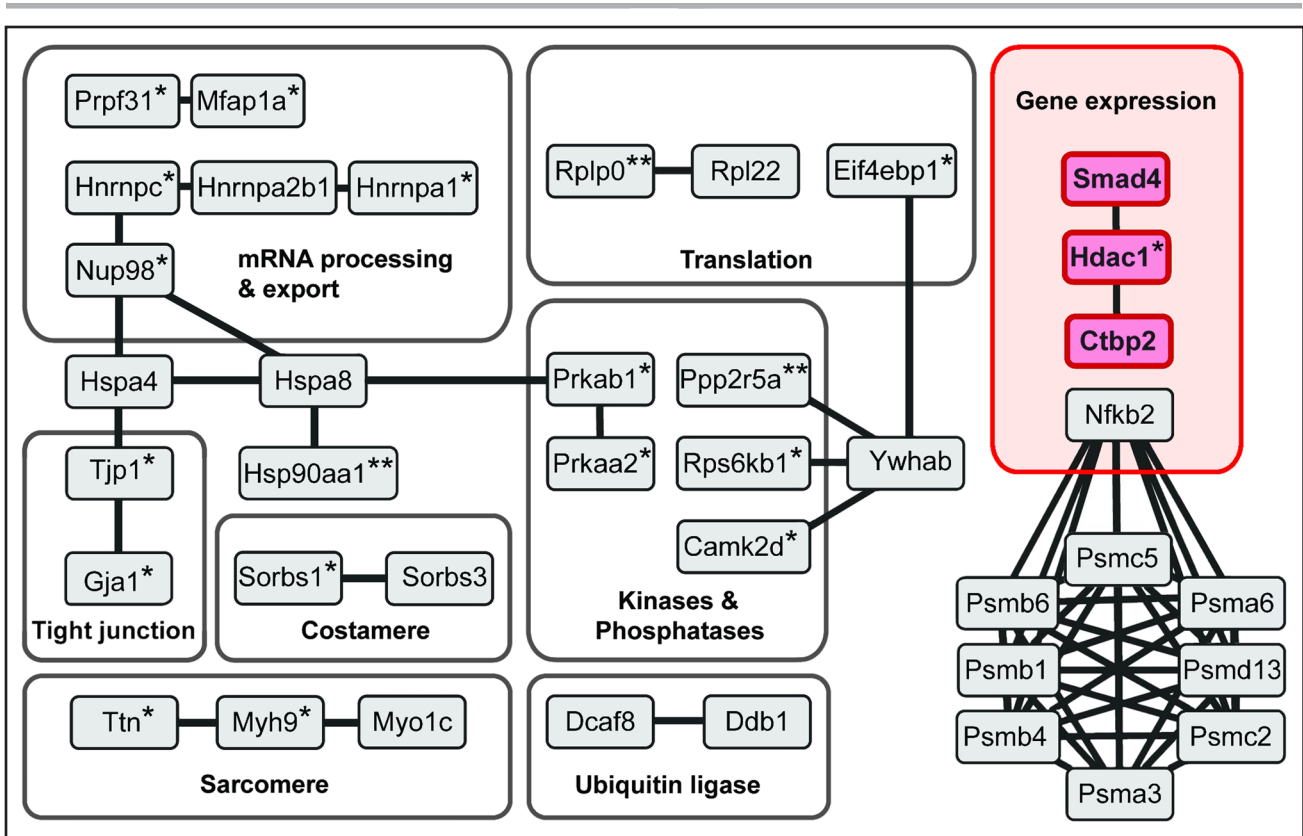 Prpf31* Mfap1a*
Hnrnpc* Hnrnpa2b1 Hnrnpa1*
Nup98*
mRNA processing
& export
Rplp0** Rpl22 Eif4ebp1*
Translation
Gene expression
Smad4
Hdac1*
Ctbp2
Nfkb2
Hspa4 Hspa8
Hsp90aa1**
Prkab1* Ppp2r5a**
Prkaa2* Rps6kb1*
Camk2d*
Kinases &
Phosphatases
Ywhab
Tjp1*
Gja1*
Tight junction
Sorbs1* Sorbs3
Costamere
Psmc5
Psmb6 Psma6
Psmb1 Psmd13
Psmb4 Psmc2
Psma3
Ttn* Myh9* Myo1c
Sarcomere
Dcaf8 Ddb1
Ubiquitin ligase